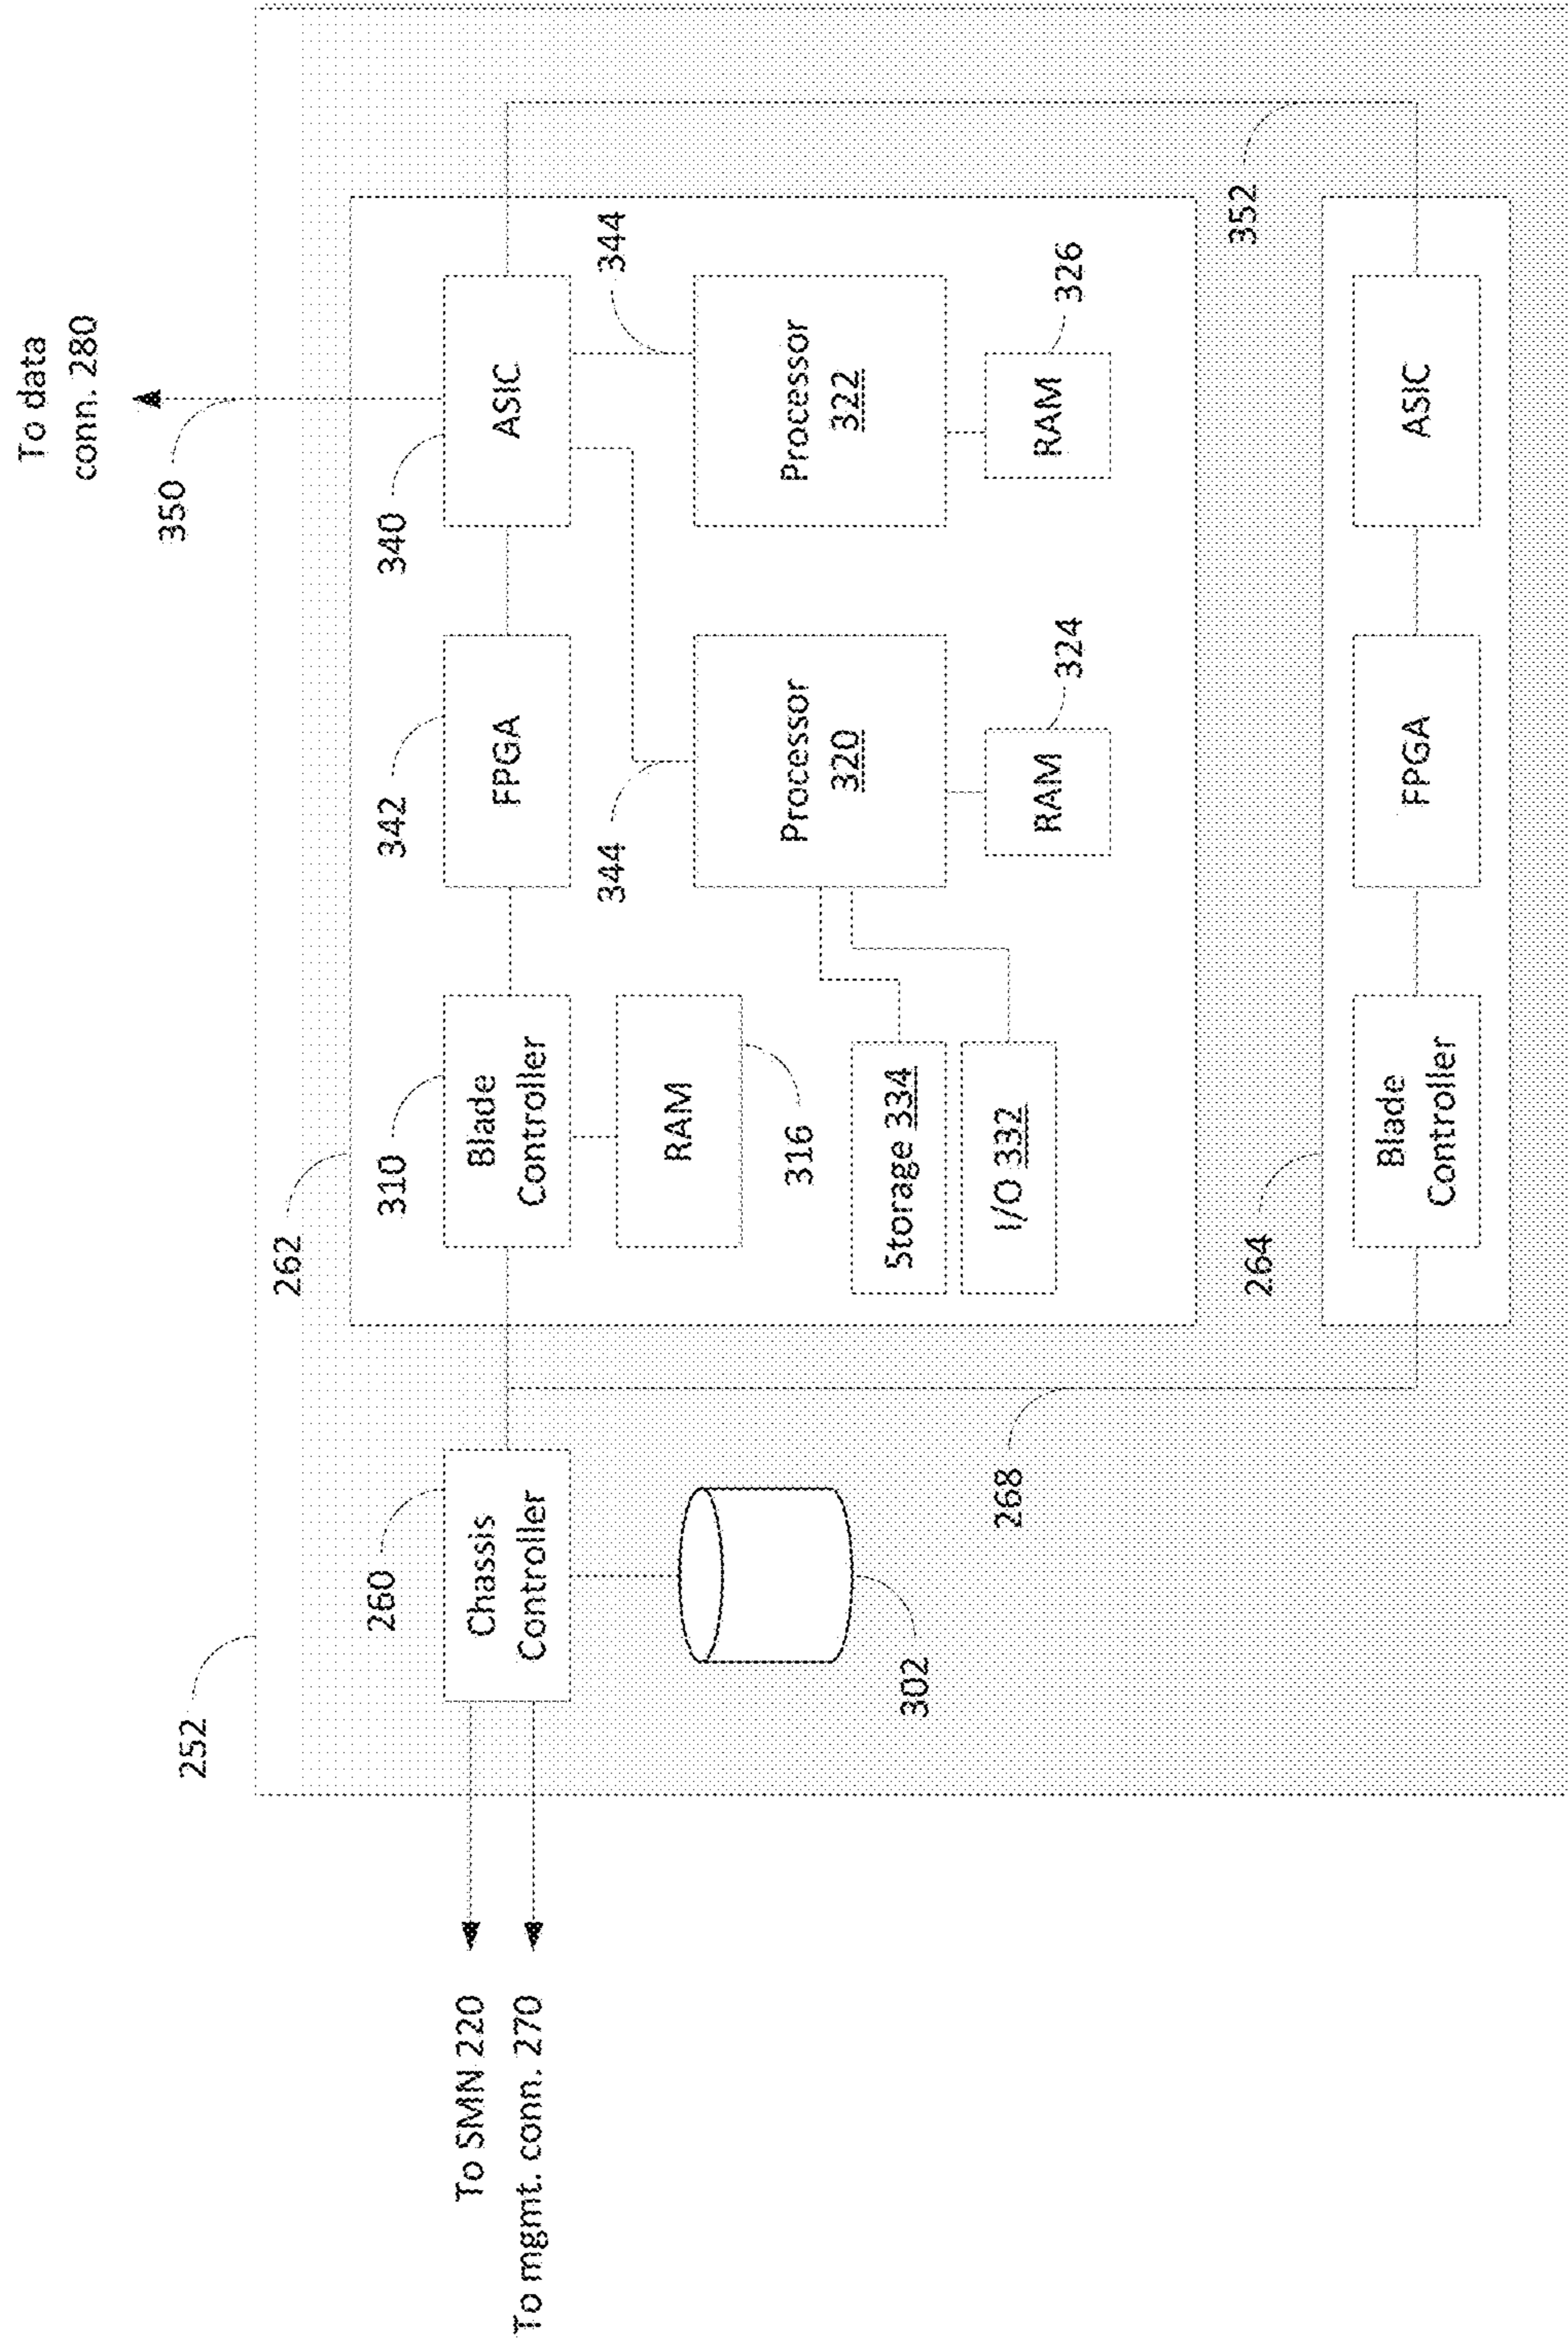 To data
conn. 280
350
252
262
To SMN 220
To mgmt. conn. 270
260
Chassis
Controller
302
268
310
Blade
Controller
RAM
316
Storage 334
I/O 332
342
FPGA
344
Processor
320
RAM
324
340
ASIC
344
Processor
322
RAM
326
352
264
Blade
Controller
FPGA
ASIC